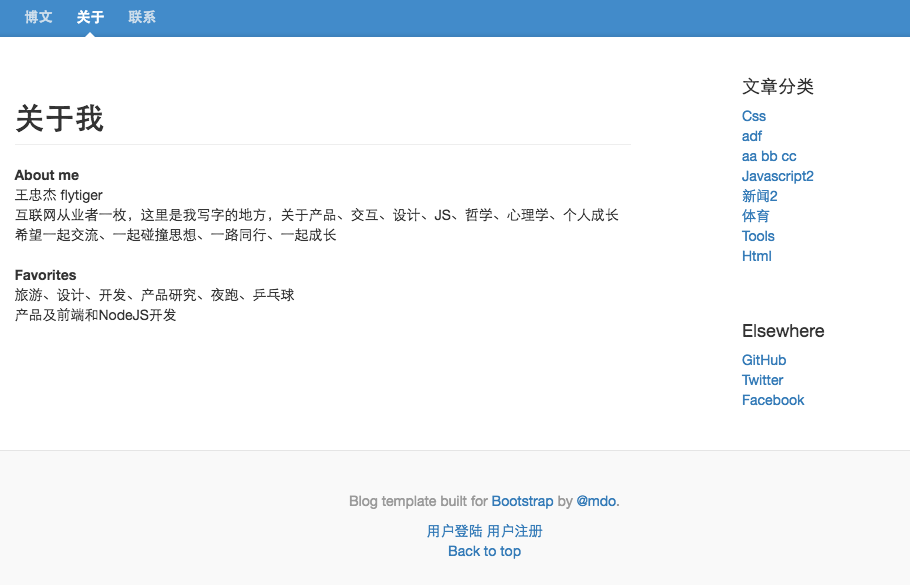 博文 关于 联系
关于我
About me
王忠杰 flytiger
互联网从业者一枚，这里是我写字的地方，关于产品、交互、设计、JS、哲学、心理学、个人成长
希望一起交流、一起碰撞思想、一路同行、一起成长
Favorites
旅游、设计、开发、产品研究、夜跑、乒乓球
产品及前端和NodeJS开发
文章分类
Css
adf
aa bb cc
Javascript2
新闻2
体育
Tools
Html
Elsewhere
GitHub
Twitter
Facebook
Blog template built for Bootstrap by @mdo.
用户登陆 用户注册
Back to top